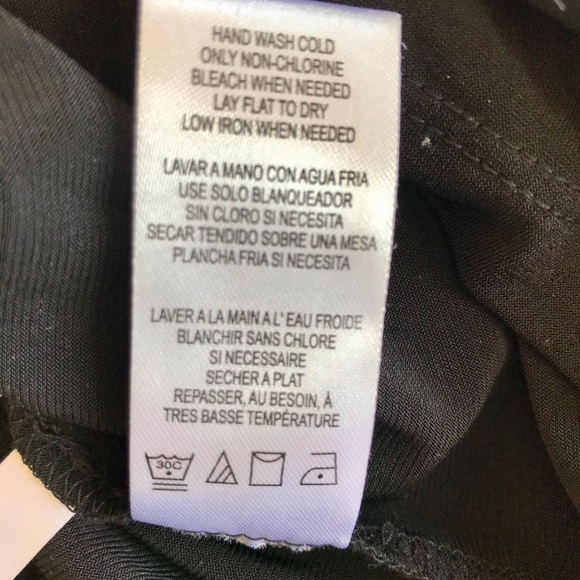 HAND WASH COLD
ONLY NON-CHLORINE
BLEACH WHEN NEEDED
LAY FLAT TO DRY
LOW IRON WHEN NEEDED
LAVAR A MANO CON AGUA FRIA
USE SOLO BLANQUEADOR
SIN CLORO SI NECESITA
SECAR TENDIDO SOBRE UNA MESA
PLANCHA FRIA SI NECESITA
LAVER A LA MAIN A L' EAU FROIDE
BLANCHIR SANS CHLORE
SI NECESSAIRE
SECHER A PLAT
REPASSER, AU BESOIN, À
TRES BASSE TEMPÉRATURE
30C